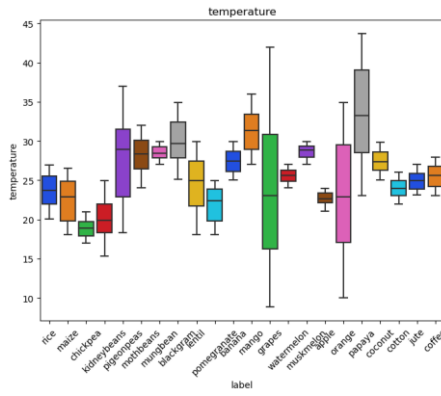 temperature
45
40
35
30
25
20
15
10
temperature
rice
maize
chickpea
kidneybeans
pigeonpeas
mothbeans
mungbean
blackgram
lentil
pomegranate
banana
mango
grapes
watermelon
muskmelon
apple
orange
papaya
coconut
cotton
jute
coffee
label